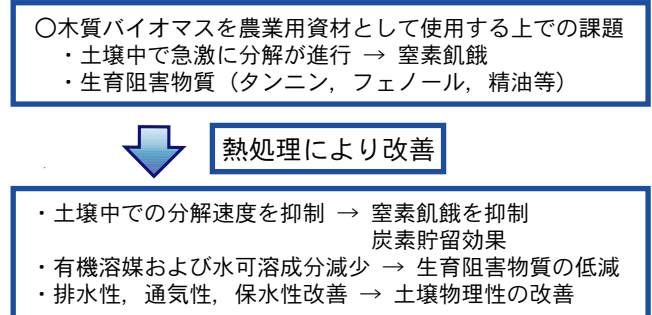 〇木質バイオマスを農業用資材として使用する上での課題
・土壌中で急激に分解が進行 → 窒素飢餓
・生育阻害物質（タンニン，フェノール，精油等）
熱処理により改善
・土壌中での分解速度を抑制 → 窒素飢餓を抑制
炭素貯留効果
・有機溶媒および水可溶成分減少 → 生育阻害物質の低減
・排水性，通気性，保水性改善 → 土壌物理性の改善